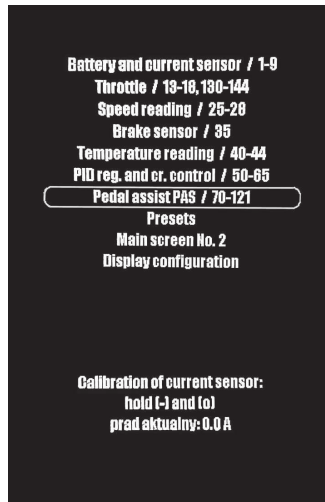 Battery and current sensor / 1-9
Throttle / 13-18,130-144
Speed reading / 25-28
Brake sensor / 35
Temperature reading / 40-44
PID reg. and cr. control / 50-65
Pedal assist PAS / 70-121
Presets
Main screen No. 2
Display configuration
Calibration of current sensor:
hold (-) and (o)
prad aktualny: 0.0 A